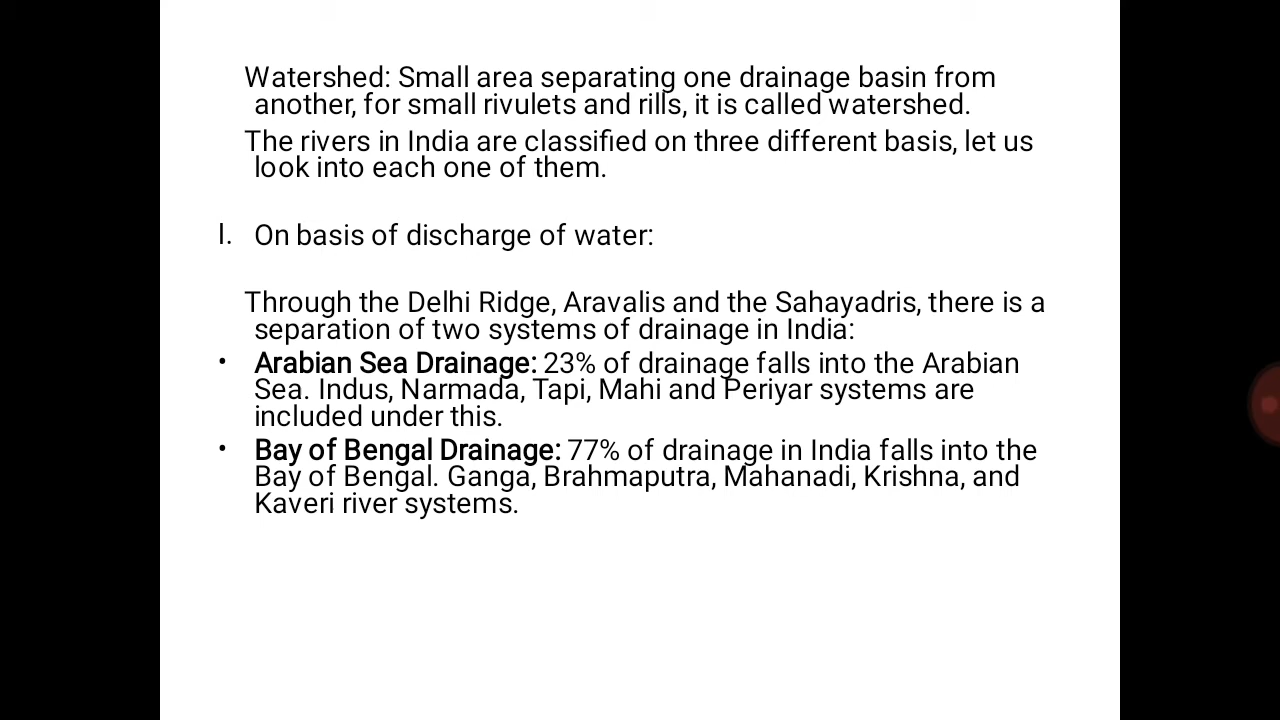 Watershed: Small area separating one drainage basin from
another, for small rivulets and rills, it is called watershed.
The rivers in India are classified on three different basis, let us
look into each one of them.
I. On basis of discharge of water:
Through the Delhi Ridge, Aravalis and the Sahayadris, there is a
separation of two systems of drainage in India:
• Arabian Sea Drainage: 23% of drainage falls into the Arabian
Sea. Indus, Narmada, Tapi, Mahi and Periyar systems are
included under this.
• Bay of Bengal Drainage: 77% of drainage in India falls into the
Bay of Bengal. Ganga, Brahmaputra, Mahanadi, Krishna, and
Kaveri river systems.